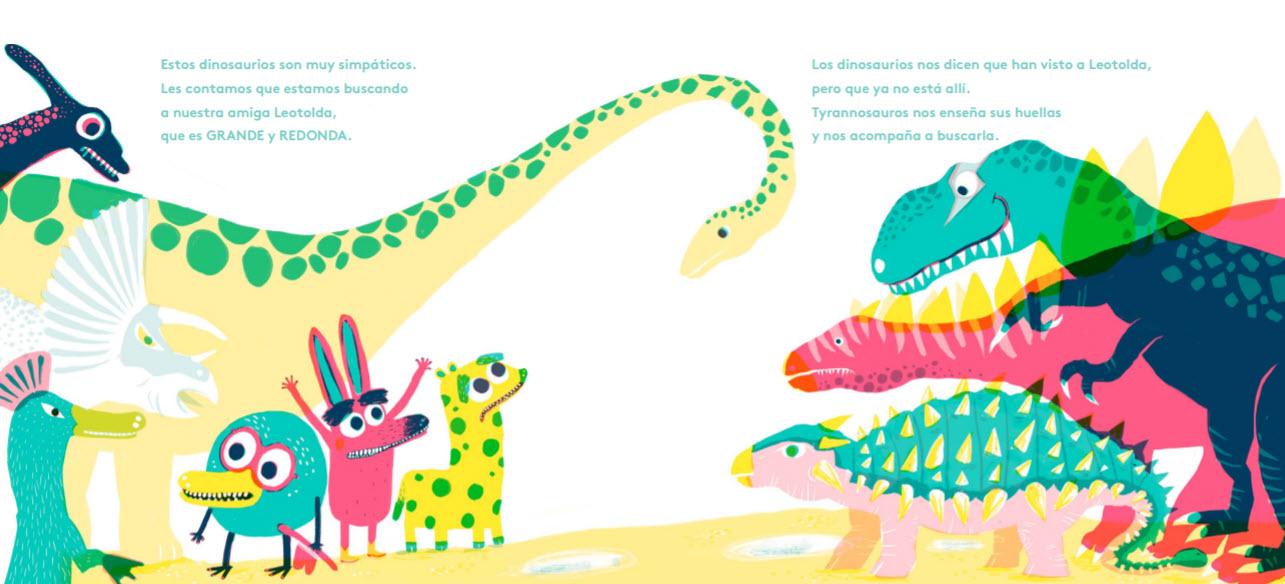 Estos dinosaurios son muy simpáticos.
Les contamos que estamos buscando
a nuestra amiga Leotolda,
que es GRANDE y REDONDA.
Los dinosaurios nos dicen que han visto a Leotolda,
pero que ya no está allí.
Tyrannosauros nos enseña sus huellas
y nos acompaña a buscarla.